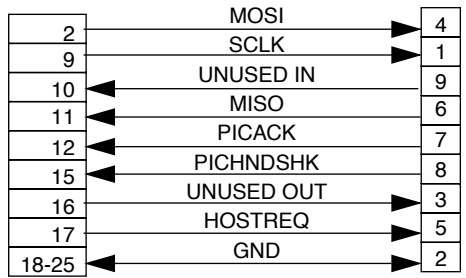 2 MOSI 4
9 SCLK 1
10 UNUSED IN 9
11 MISO 6
12 PICACK 7
15 PICHNDSHK 8
16 UNUSED OUT 3
17 HOSTREQ 5
18-25 GND 2